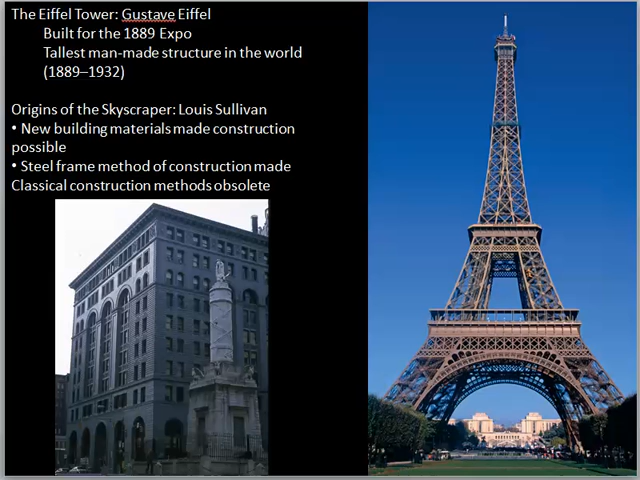 The Eiffel Tower: Gustave Eiffel
Built for the 1889 Expo
Tallest man-made structure in the world
(1889–1932)
Origins of the Skyscraper: Louis Sullivan
• New building materials made construction
possible
• Steel frame method of construction made
Classical construction methods obsolete